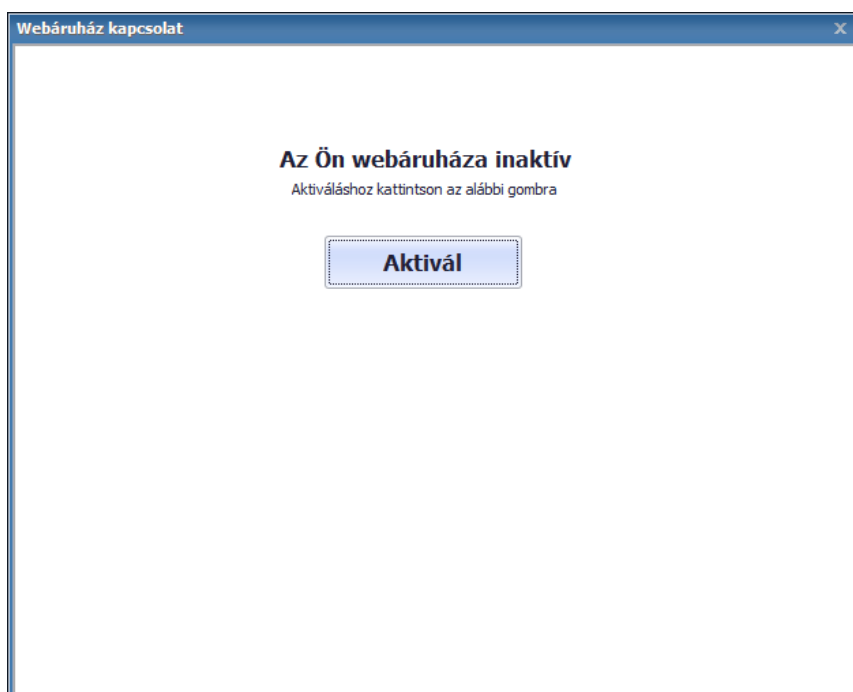 Webáruház kapcsolat
Az Ön webáruháza inaktív
Aktiváláshoz kattintson az alábbi gombra
Aktivál